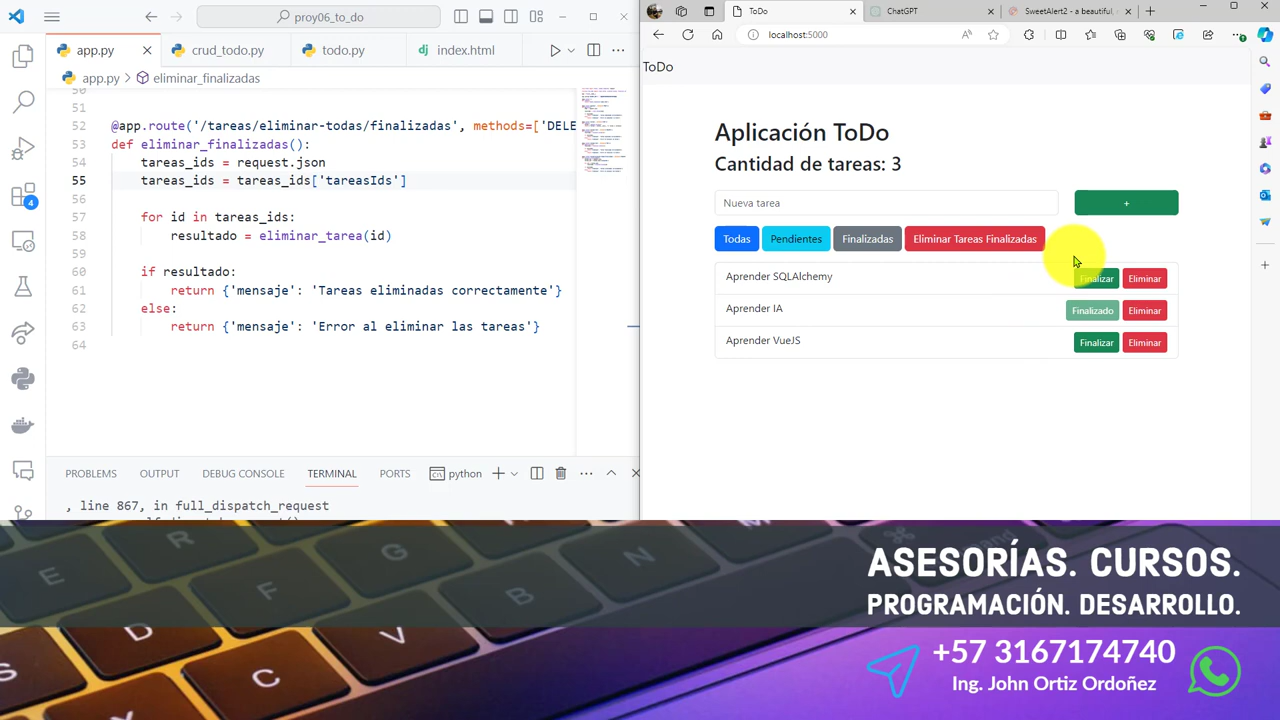 proy06_to_do
app.py
crud_todo.py
todo.py
index.html
app.py > eliminar_finalizadas
50
51
52 @app.route('/tareas/eliminar/finalizadas', methods=['DELE
53 def eliminar_finalizadas():
54 tareas_ids = request.json
55 tareas_ids = tareas_ids['tareasIds']
56
57 for id in tareas_ids:
58 resultado = eliminar_tarea(id)
59
60 if resultado:
61 return {'mensaje': 'Tareas eliminadas correctamente'}
62 else:
63 return {'mensaje': 'Error al eliminar las tareas'}
64
4
PROBLEMS OUTPUT DEBUG CONSOLE TERMINAL PORTS python
, line 867, in full_dispatch_request
ToDo
ChatGPT
SweetAlert2 - a beautiful,
localhost:5000
ToDo
Aplicación ToDo
Cantidad de tareas: 3
Nueva tarea
+
Todas Pendientes Finalizadas Eliminar Tareas Finalizadas
Aprender SQLAlchemy Finalizar Eliminar
Aprender IA Finalizado Eliminar
Aprender VueJS Finalizar Eliminar
E R I N M C V B
ASESORÍAS. CURSOS.
PROGRAMACIÓN. DESARROLLO.
+57 3167174740
Ing. John Ortiz Ordoñez